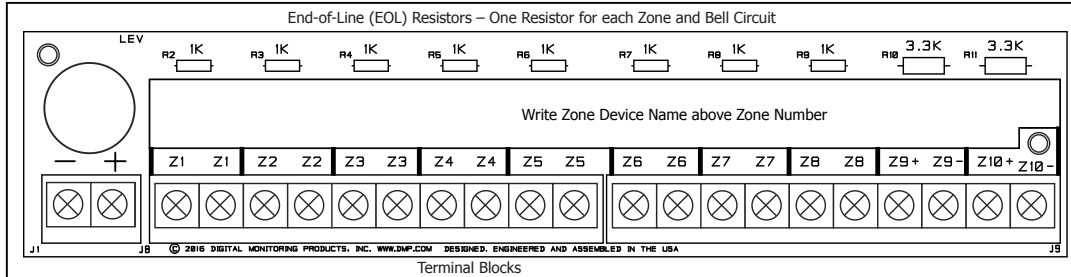 End-of-Line (EOL) Resistors – One Resistor for each Zone and Bell Circuit
LEV
R2 1K R3 1K R4 1K R5 1K R6 1K R7 1K R8 1K R9 1K R10 3.3K R11 3.3K
Write Zone Device Name above Zone Number
− + Z1 Z1 Z2 Z2 Z3 Z3 Z4 Z4 Z5 Z5 Z6 Z6 Z7 Z7 Z8 Z8 Z9+ Z9- Z10+ Z10-
J1 J8 © 2016 DIGITAL MONITORING PRODUCTS, INC. WWW.DMP.COM DESIGNED, ENGINEERED AND ASSEMBLED IN THE USA J9
Terminal Blocks